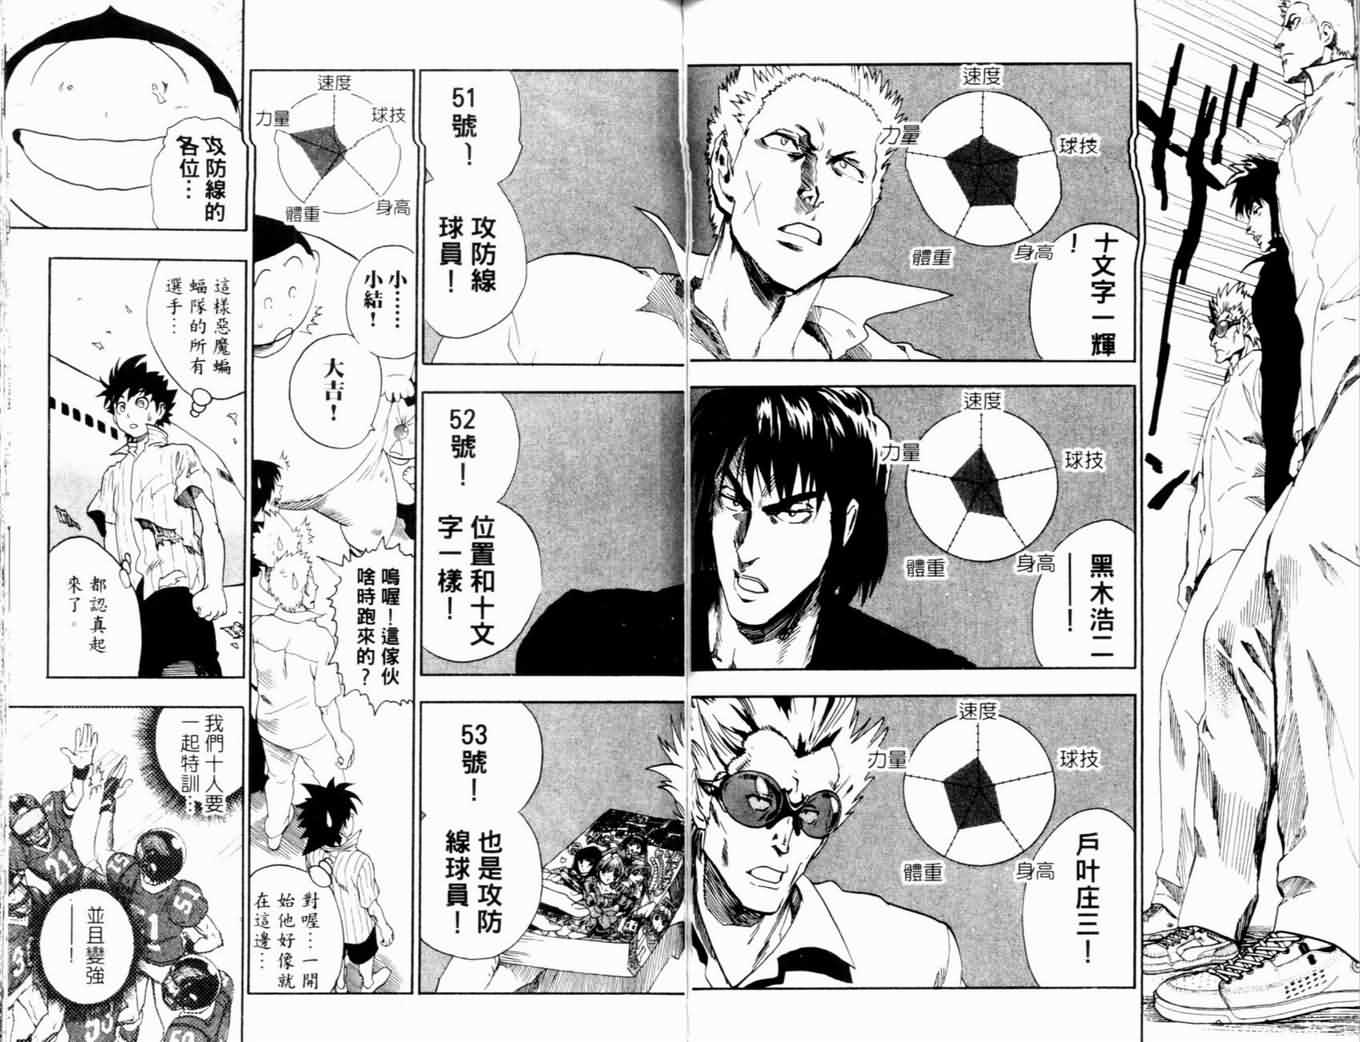 速度
球技
身高
體重
力量
十文字一輝
！
51
號！
攻防線
球員！
速度
球技
身高
體重
力量
黑木浩二
——！
52
號！
位置和十文
字一樣！
速度
球技
身高
體重
力量
戶叶庄三！
53
號！
也是攻防
線球員！
速度
球技
身高
體重
力量
小……
小結！
大吉！
嗚喔！這傢伙
啥時跑來的？
對喔…一開
始他好像就
在這邊…
攻防線的
各位…
這樣惡魔蝙
蝠隊的所有
選手…
都認真起
來了。
我們十人要
一起特訓…
並且變強
——！
21
51
51